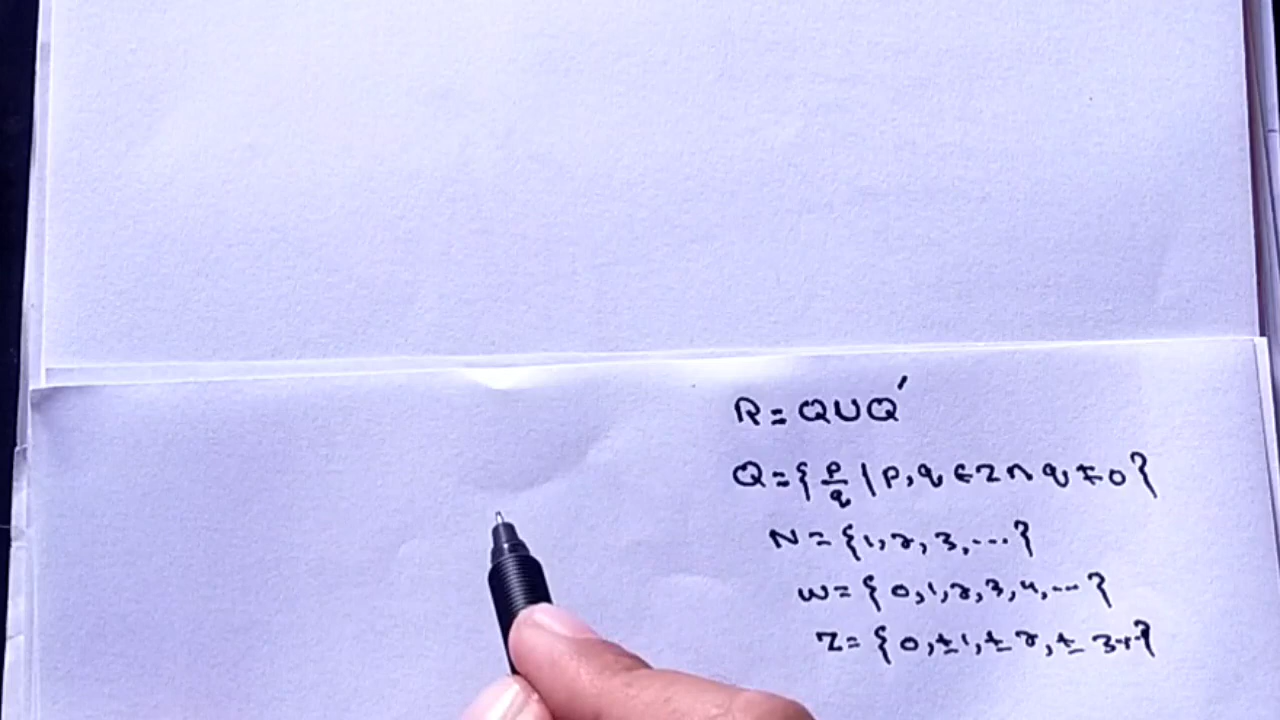 R = Q U Q'
Q = { p/q | p, q ∈ Z ∧ q ≠ 0 }
N = { 1, 2, 3, ... }
W = { 0, 1, 2, 3, 4, ... }
Z = { 0, ± 1, ± 2, ± 3 ... }